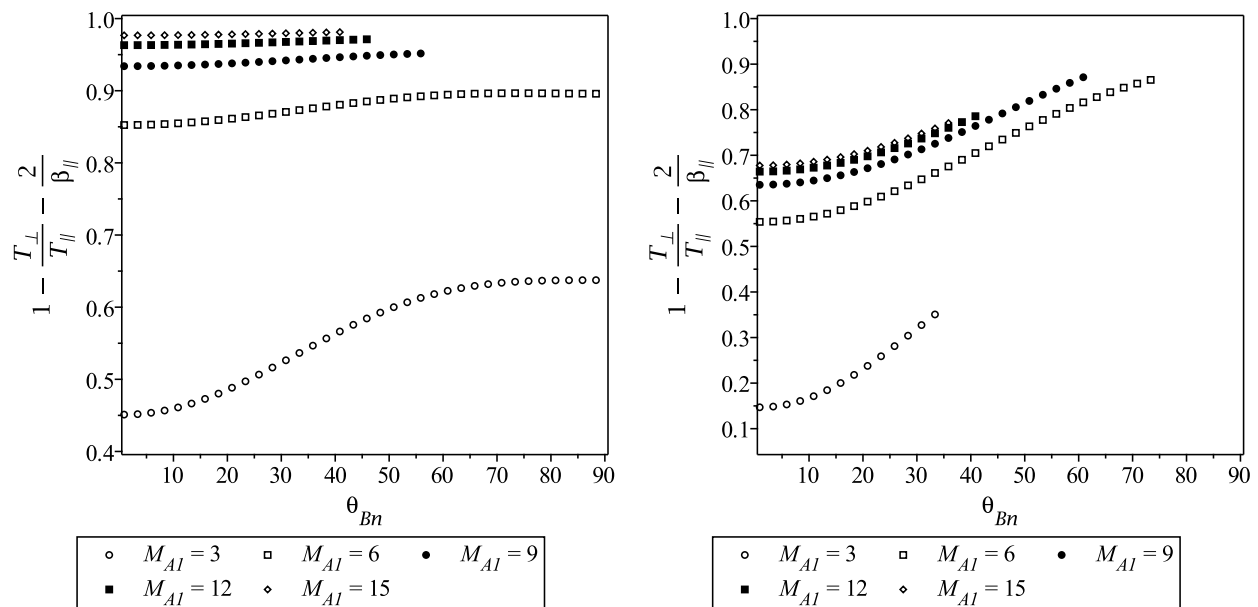 1.0
0.9
0.8
0.7
0.6
0.5
0.4
1 − T⊥/T∥ − 2/β∥
10 20 30 40 50 60 70 80 90
θBn
MA1 = 3 MA1 = 6 MA1 = 9
MA1 = 12 MA1 = 15
1.0
0.9
0.8
0.7
0.6
0.5
0.4
0.3
0.2
0.1
1 − T⊥/T∥ − 2/β∥
10 20 30 40 50 60 70 80 90
θBn
MA1 = 3 MA1 = 6 MA1 = 9
MA1 = 12 MA1 = 15